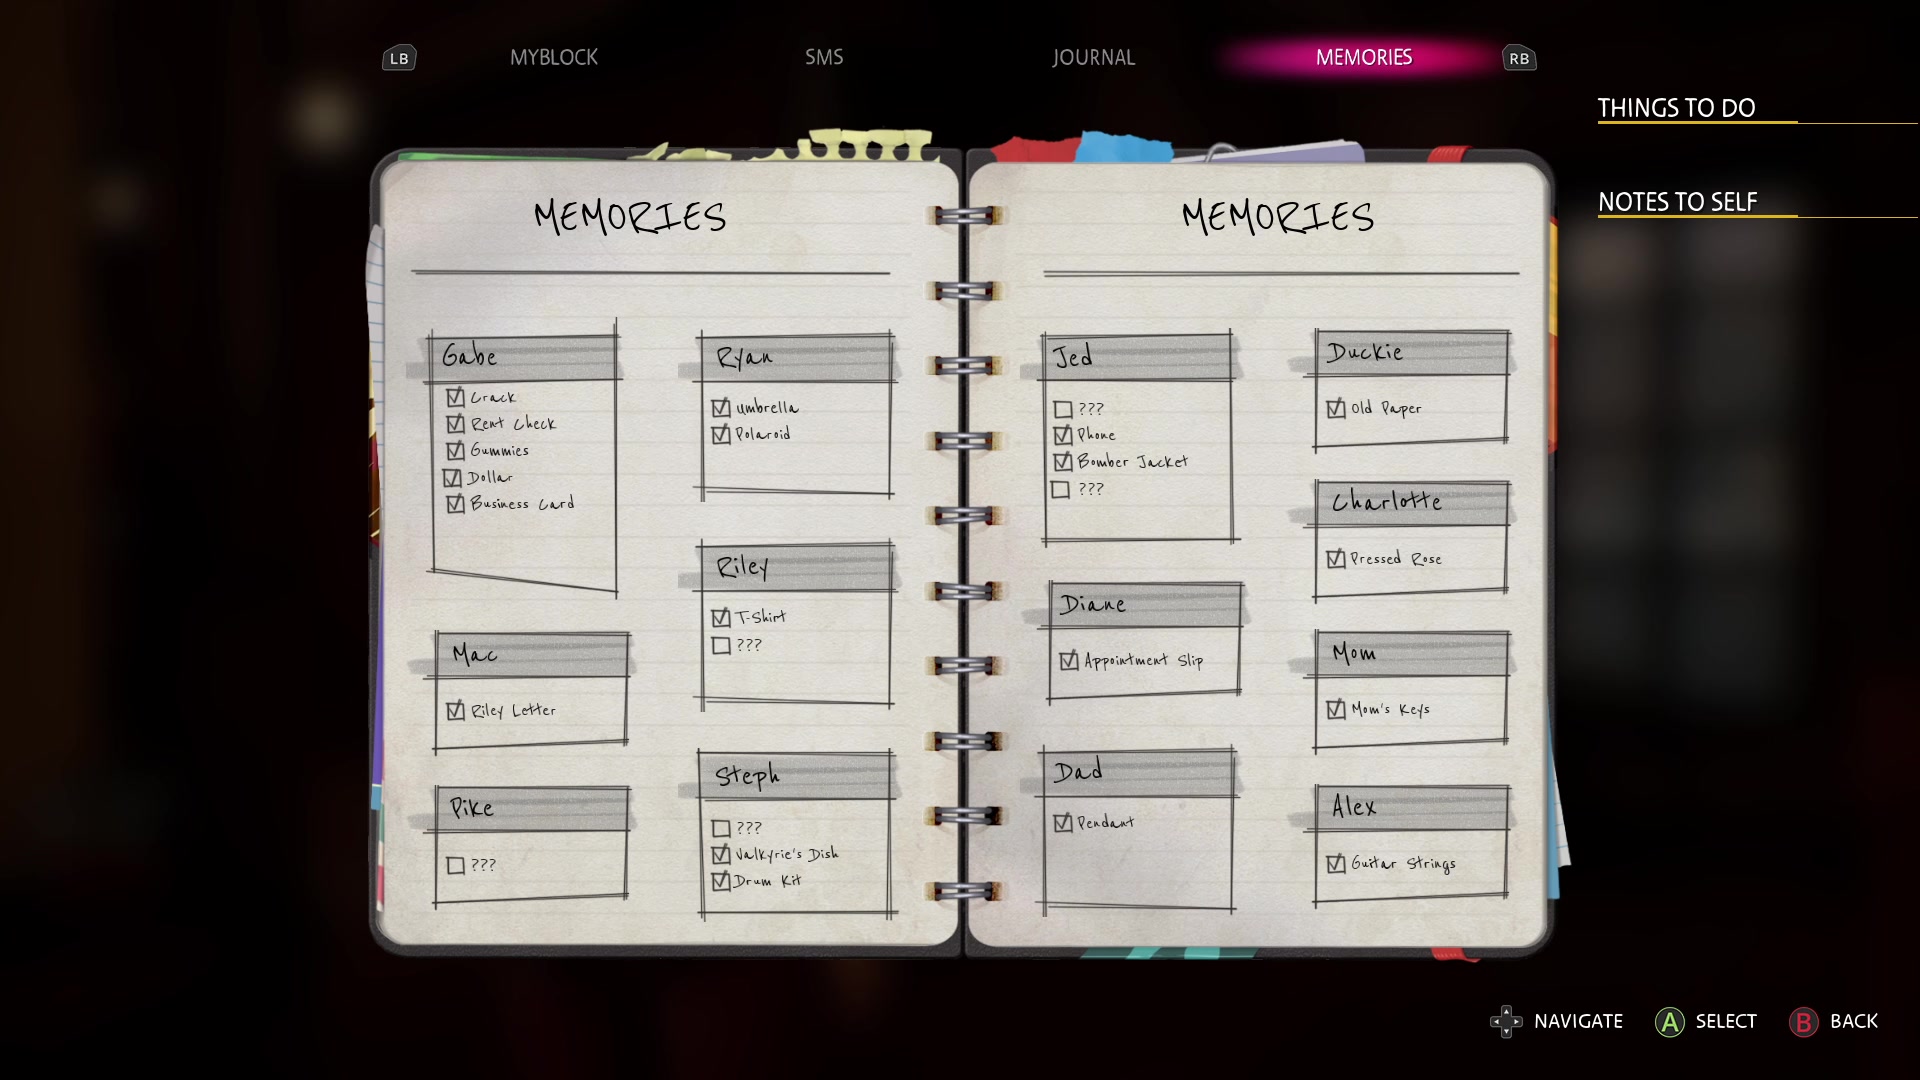 LB
MYBLOCK
SMS
JOURNAL
MEMORIES
RB
THINGS TO DO
NOTES TO SELF
MEMORIES
Gabe
Crack
Rent Check
Gummies
Dollar
Business Card
Mac
Riley Letter
Pike
???
Ryan
Umbrella
Polaroid
Riley
T-Shirt
???
Steph
???
Valkyrie's Dish
Drum Kit
MEMORIES
Jed
???
Phone
Bomber Jacket
???
Diane
Appointment Slip
Dad
Pendant
Duckie
Old Paper
Charlotte
Pressed Rose
Mom
Mom's Keys
Alex
Guitar Strings
NAVIGATE
A SELECT
B BACK